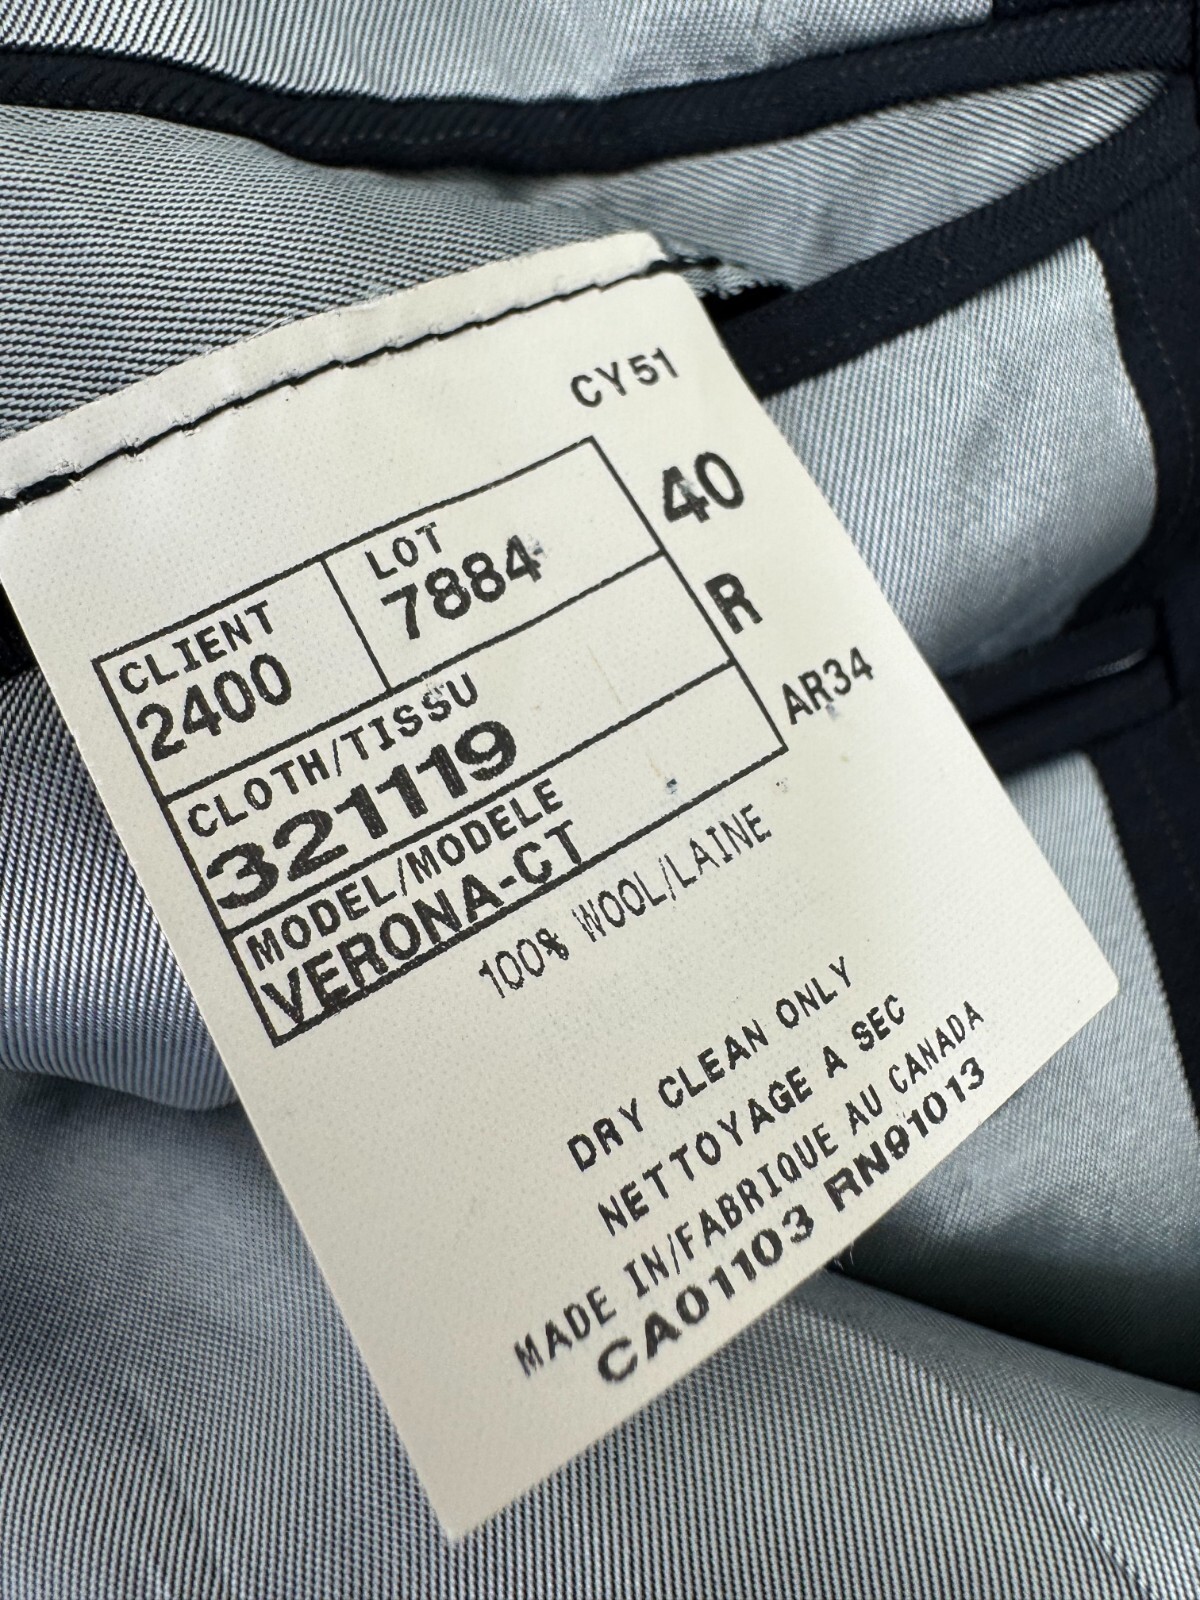 CY51
40
R
AR34
CLIENT
2400
LOT
7884
CLOTH/TISSU
321119
MODEL/MODELE
VERONA-CT
100% WOOL/LAINE
DRY CLEAN ONLY
NETTOYAGE A SEC
MADE IN/FABRIQUE AU CANADA
CA01103 RN91013